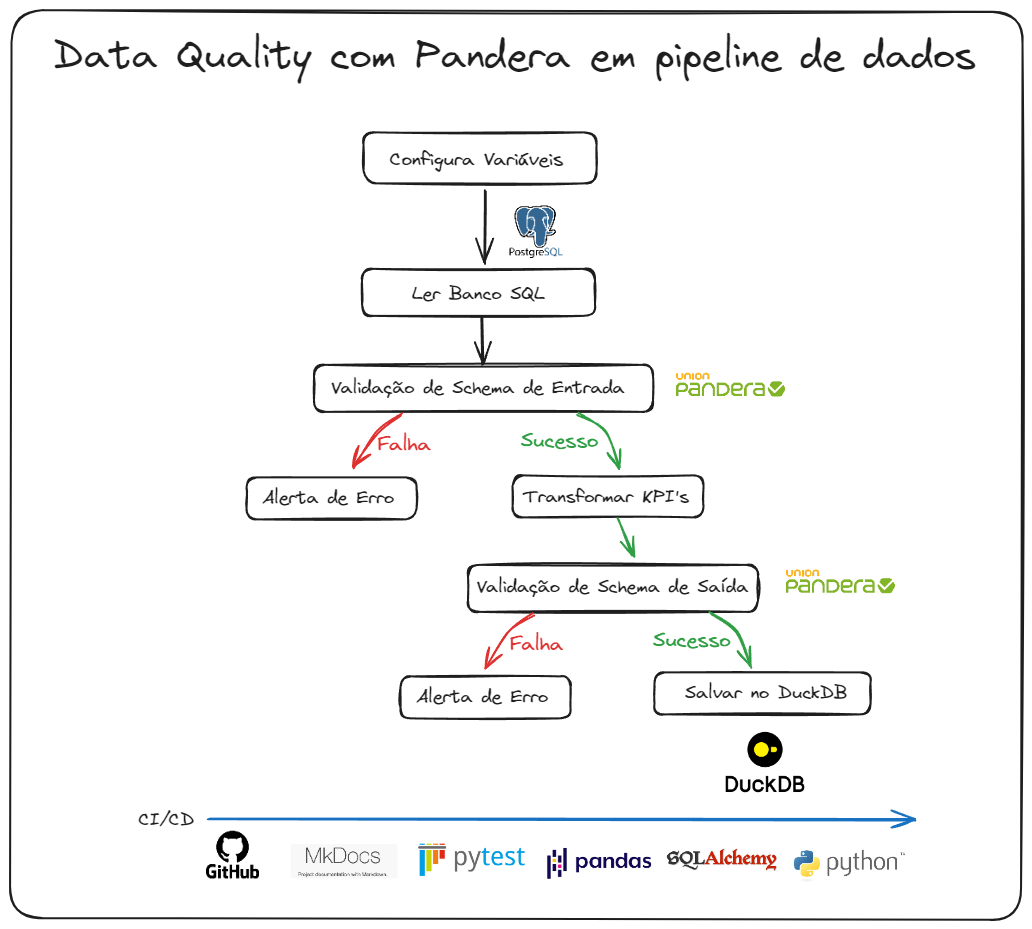 Data Quality com Pandera em pipeline de dados
Configura Variáveis
PostgreSQL
Ler Banco SQL
Validação de Schema de Entrada
union
pandera
Falha
Sucesso
Alerta de Erro
Transformar KPI's
Validação de Schema de Saída
union
pandera
Falha
Sucesso
Alerta de Erro
Salvar no DuckDB
DuckDB
CI/CD
GitHub
MkDocs
Project documentation with Markdown.
pytest
pandas
SQLAlchemy
python™